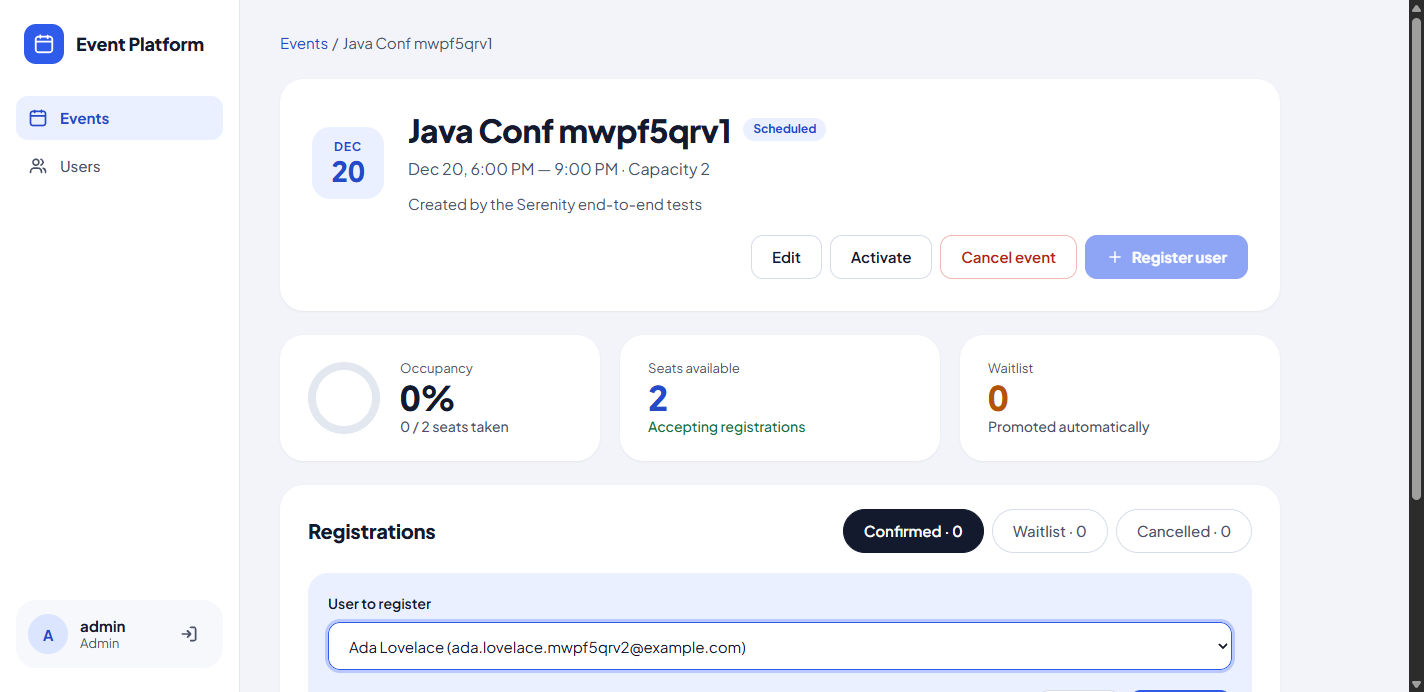 Event Platform
Events
Users
A
admin
Admin
Events / Java Conf mwpf5qrv1
DEC
20
Java Conf mwpf5qrv1
Scheduled
Dec 20, 6:00 PM — 9:00 PM · Capacity 2
Created by the Serenity end-to-end tests
Edit
Activate
Cancel event
+ Register user
Occupancy
0%
0 / 2 seats taken
Seats available
2
Accepting registrations
Waitlist
0
Promoted automatically
Registrations
Confirmed · 0
Waitlist · 0
Cancelled · 0
User to register
Ada Lovelace (ada.lovelace.mwpf5qrv2@example.com)